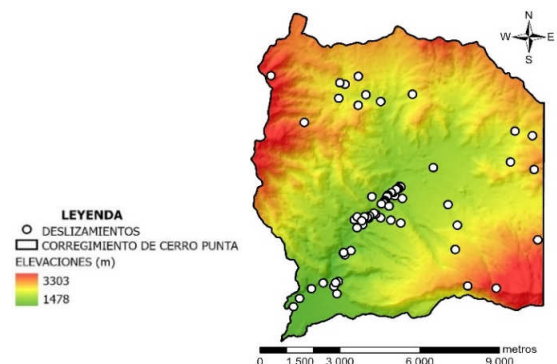 N
W E
S
LEYENDA
DESLIZAMIENTOS
CORREGIMIENTO DE CERRO PUNTA
ELEVACIONES (m)
3303
1478
metros
0 1.500 3.000 6.000 9.000